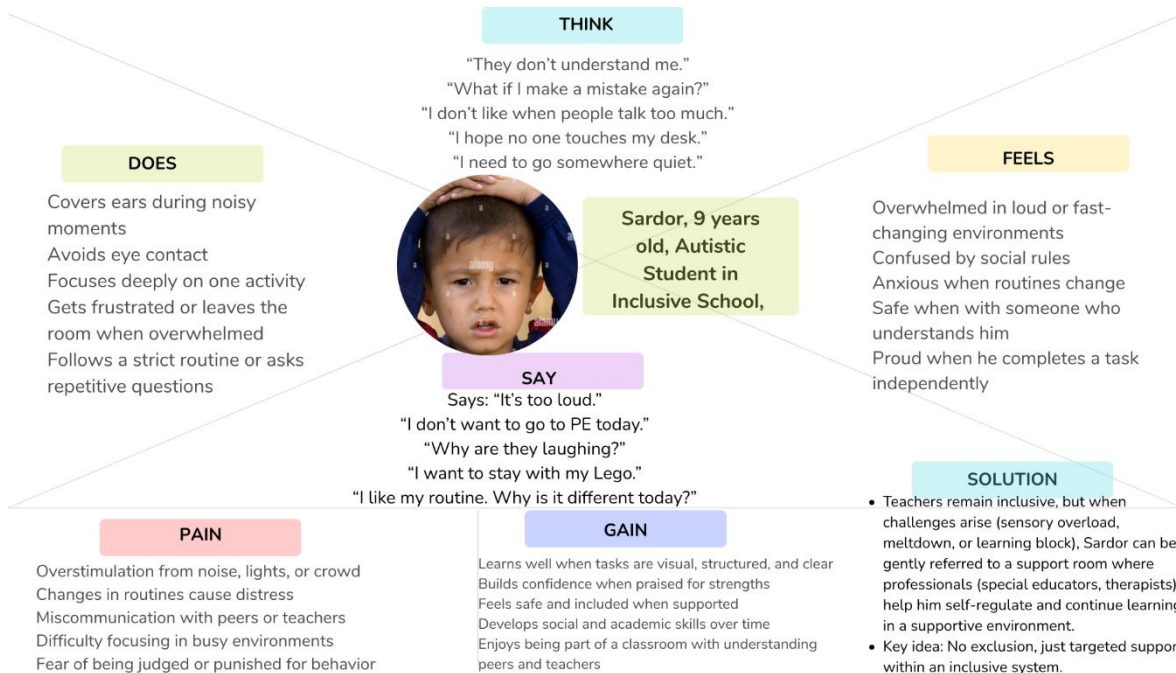 THINK
“They don’t understand me.”
“What if I make a mistake again?”
“I don’t like when people talk too much.”
“I hope no one touches my desk.”
“I need to go somewhere quiet.”
DOES
Covers ears during noisy
moments
Avoids eye contact
Focuses deeply on one activity
Gets frustrated or leaves the
room when overwhelmed
Follows a strict routine or asks
repetitive questions
a
alamy
a
a
a
alamy
Sardor, 9 years
old, Autistic
Student in
Inclusive School,
FEELS
Overwhelmed in loud or fast-
changing environments
Confused by social rules
Anxious when routines change
Safe when with someone who
understands him
Proud when he completes a task
independently
SAY
Says: “It’s too loud.”
“I don’t want to go to PE today.”
“Why are they laughing?”
“I want to stay with my Lego.”
“I like my routine. Why is it different today?”
PAIN
Overstimulation from noise, lights, or crowd
Changes in routines cause distress
Miscommunication with peers or teachers
Difficulty focusing in busy environments
Fear of being judged or punished for behavior
GAIN
Learns well when tasks are visual, structured, and clear
Builds confidence when praised for strengths
Feels safe and included when supported
Develops social and academic skills over time
Enjoys being part of a classroom with understanding
peers and teachers
SOLUTION
• Teachers remain inclusive, but when
challenges arise (sensory overload,
meltdown, or learning block), Sardor can be
gently referred to a support room where
professionals (special educators, therapists)
help him self-regulate and continue learning
in a supportive environment.
• Key idea: No exclusion, just targeted support
within an inclusive system.